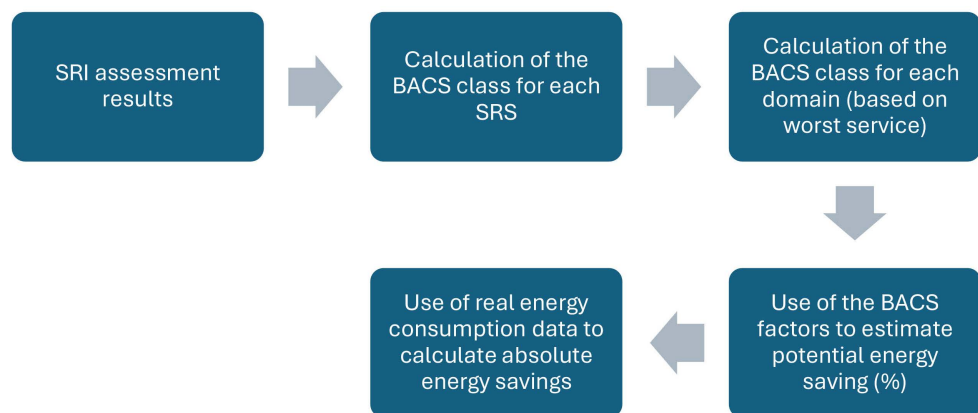 SRI assessment
results
Calculation of the
BACS class for each
SRS
Calculation of the
BACS class for each
domain (based on
worst service)
Use of the BACS
factors to estimate
potential energy
saving (%)
Use of real energy
consumption data to
calculate absolute
energy savings